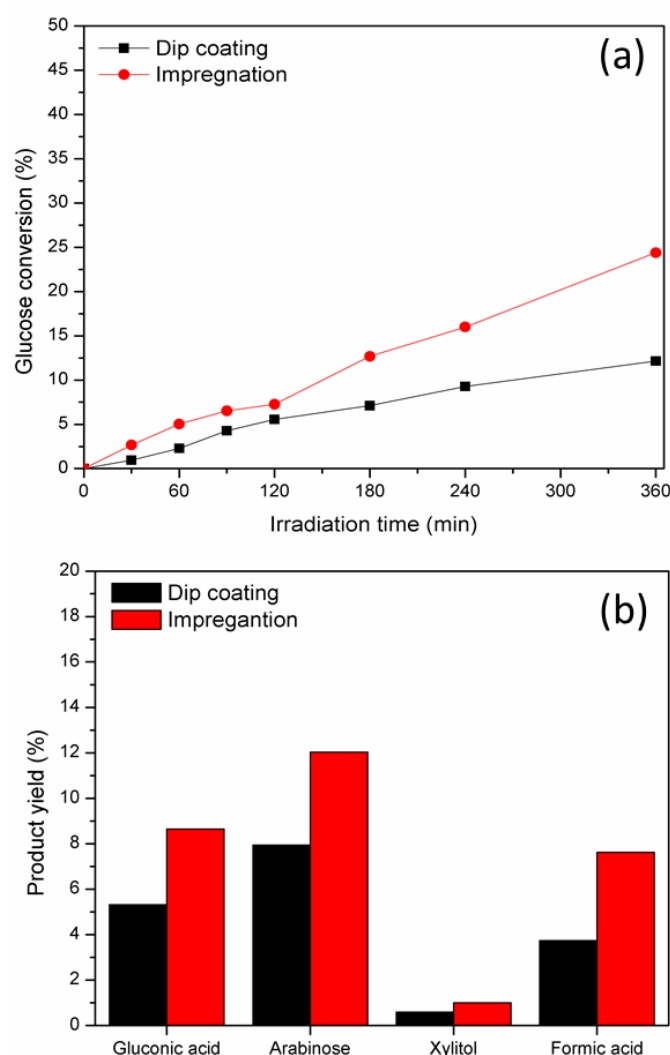 50
45
40
35
30
25
20
15
10
5
0
Glucose conversion (%)
Dip coating
Impregnation
(a)
0 60 120 180 240 300 360
Irradiation time (min)
20
18
16
14
12
10
8
6
4
2
0
Product yield (%)
Dip coating
Impregantion
(b)
Gluconic acid Arabinose Xylitol Formic acid